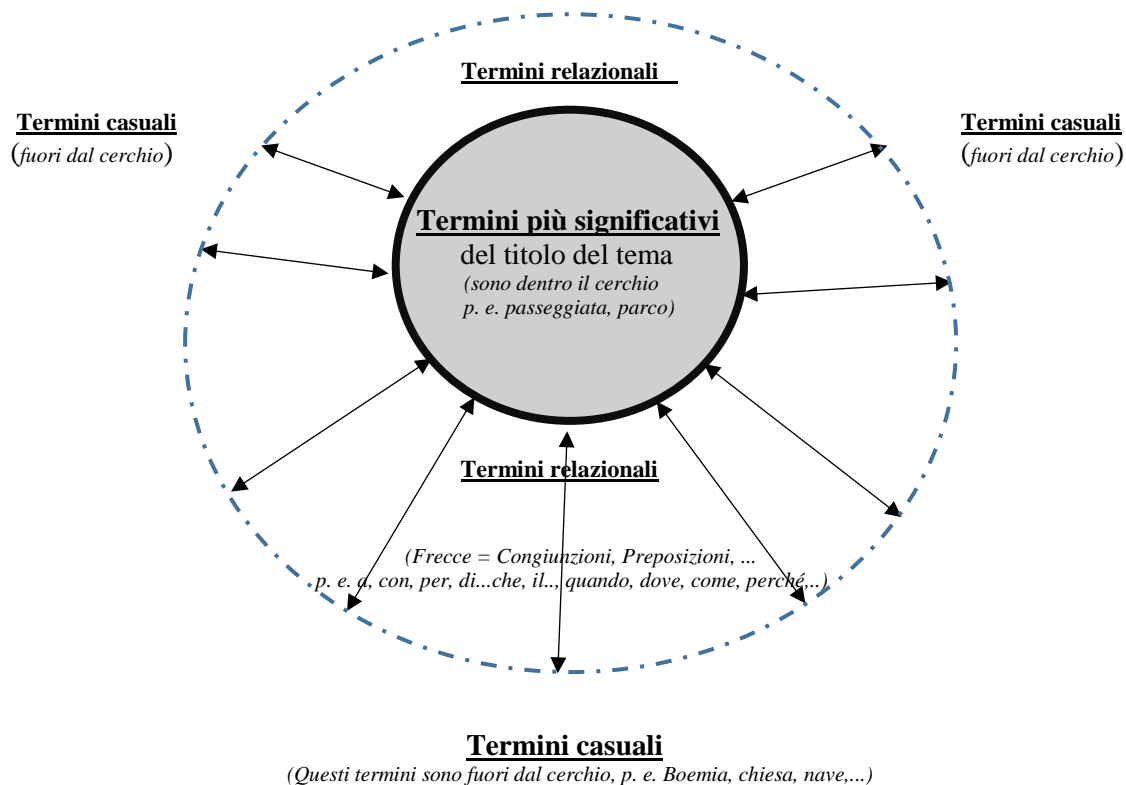 Termini relazionali
Termini casuali
(fuori dal cerchio)
Termini casuali
(fuori dal cerchio)
Termini più significativi
del titolo del tema
(sono dentro il cerchio
p. e. passeggiata, parco)
Termini relazionali
(Frecce = Congiunzioni, Preposizioni, ...
p. e. a, con, per, di...che, il.., quando, dove, come, perché,..)
Termini casuali
(Questi termini sono fuori dal cerchio, p. e. Boemia, chiesa, nave,...)